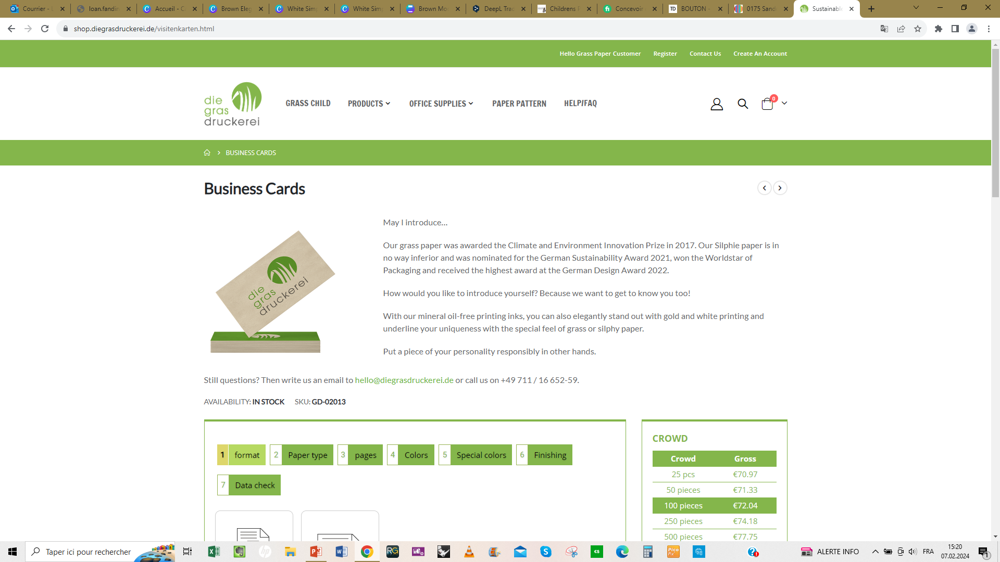 Courrier - L
loan.fandin
Accueil - Ca
Brown Eleg
White Simp
White Simp
Brown Mod
DeepL Trad
Childrens F
Concevoir
BOUTON -
0175 Sand
Sustainable
shop.diegrasdruckerei.de/visitenkarten.html
Hello Grass Paper Customer Register Contact Us Create An Account
die
gras
druckerei
GRASS CHILD PRODUCTS OFFICE SUPPLIES PAPER PATTERN HELP/FAQ
0
BUSINESS CARDS
Business Cards
die
gras
druckerei
May I introduce...
Our grass paper was awarded the Climate and Environment Innovation Prize in 2017. Our Silphie paper is in
no way inferior and was nominated for the German Sustainability Award 2021, won the Worldstar of
Packaging and received the highest award at the German Design Award 2022.
How would you like to introduce yourself? Because we want to get to know you too!
With our mineral oil-free printing inks, you can also elegantly stand out with gold and white printing and
underline your uniqueness with the special feel of grass or silphy paper.
Put a piece of your personality responsibly in other hands.
Still questions? Then write us an email to hello@diegrasdruckerei.de or call us on +49 711 / 16 652-59.
AVAILABILITY: IN STOCK SKU: GD-02013
1 format 2 Paper type 3 pages 4 Colors 5 Special colors 6 Finishing
7 Data check
CROWD
Crowd Gross
25 pcs €70.97
50 pieces €71.33
100 pieces €72.04
250 pieces €74.18
500 pieces €77.75
Taper ici pour rechercher
ALERTE INFO
FRA
15:20
07.02.2024
1